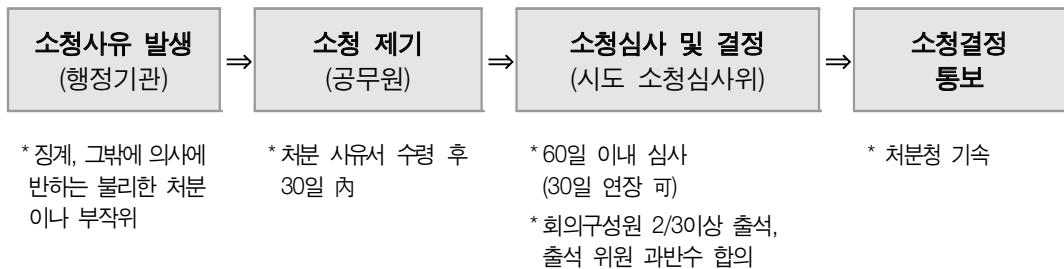 소청사유 발생
(행정기관)
⇒
소청 제기
(공무원)
⇒
소청심사 및 결정
(시도 소청심사위)
⇒
소청결정
통보
* 징계, 그밖에 의사에
반하는 불리한 처분
이나 부작위
* 처분 사유서 수령 후
30일 內
* 60일 이내 심사
(30일 연장 可)
* 회의구성원 2/3이상 출석,
출석 위원 과반수 합의
* 처분청 기속